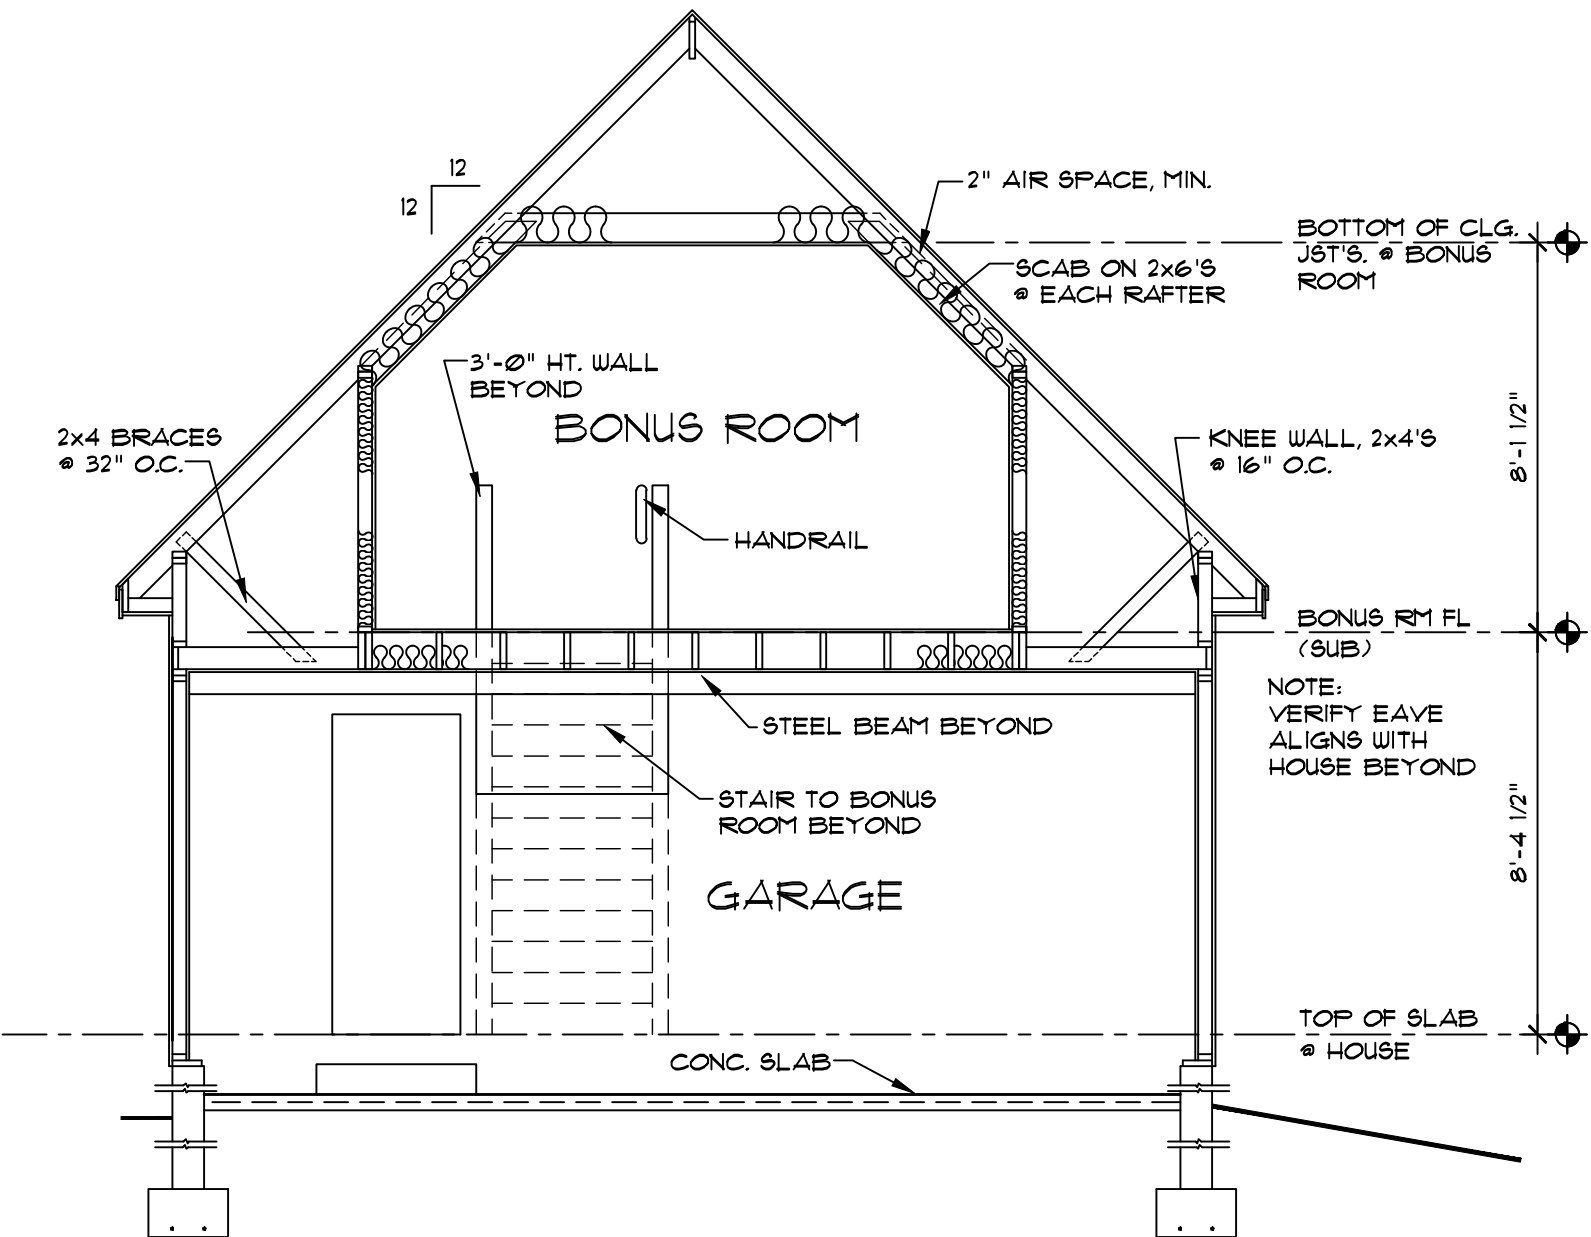 12
12
2" AIR SPACE, MIN.
BOTTOM OF CLG.
JST'S. @ BONUS
ROOM
SCAB ON 2x6'S
@ EACH RAFTER
3'-0" HT. WALL
BEYOND
BONUS ROOM
2x4 BRACES
@ 32" O.C.
KNEE WALL, 2x4'S
@ 16" O.C.
8'-1 1/2"
HANDRAIL
BONUS RM FL
(SUB)
NOTE:
VERIFY EAVE
ALIGNS WITH
HOUSE BEYOND
STEEL BEAM BEYOND
STAIR TO BONUS
ROOM BEYOND
8'-4 1/2"
GARAGE
TOP OF SLAB
@ HOUSE
CONC. SLAB